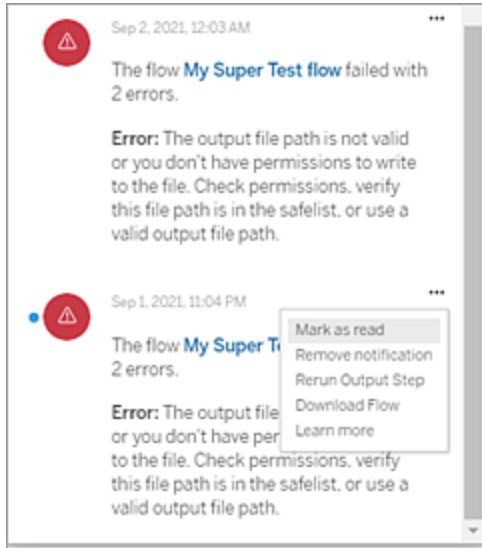 Sep 2, 2021, 12:03 AM
The flow My Super Test flow failed with
2 errors.
Error: The output file path is not valid
or you don't have permissions to write
to the file. Check permissions, verify
this file path is in the safelist, or use a
valid output file path.
Sep 1, 2021, 11:04 PM
The flow My Super T
2 errors.
Error: The output file
or you don't have per
to the file. Check permissions, verify
this file path is in the safelist, or use a
valid output file path.
Mark as read
Remove notification
Rerun Output Step
Download Flow
Learn more